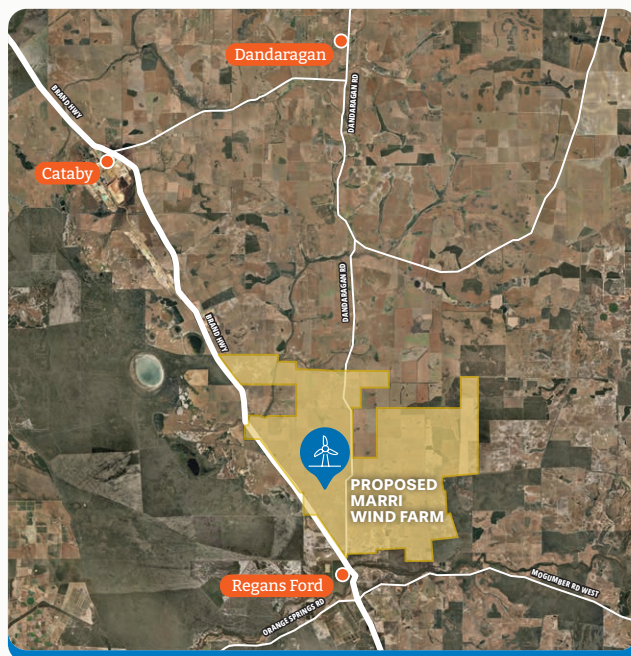 Dandaragan
BRAND HWY
DANDARAGAN RD
Cataby
DANDARAGAN RD
BRAND HWY
PROPOSED
MARRI
WIND FARM
Regans Ford
MOGUMBER RD WEST
ORANGE SPRINGS RD